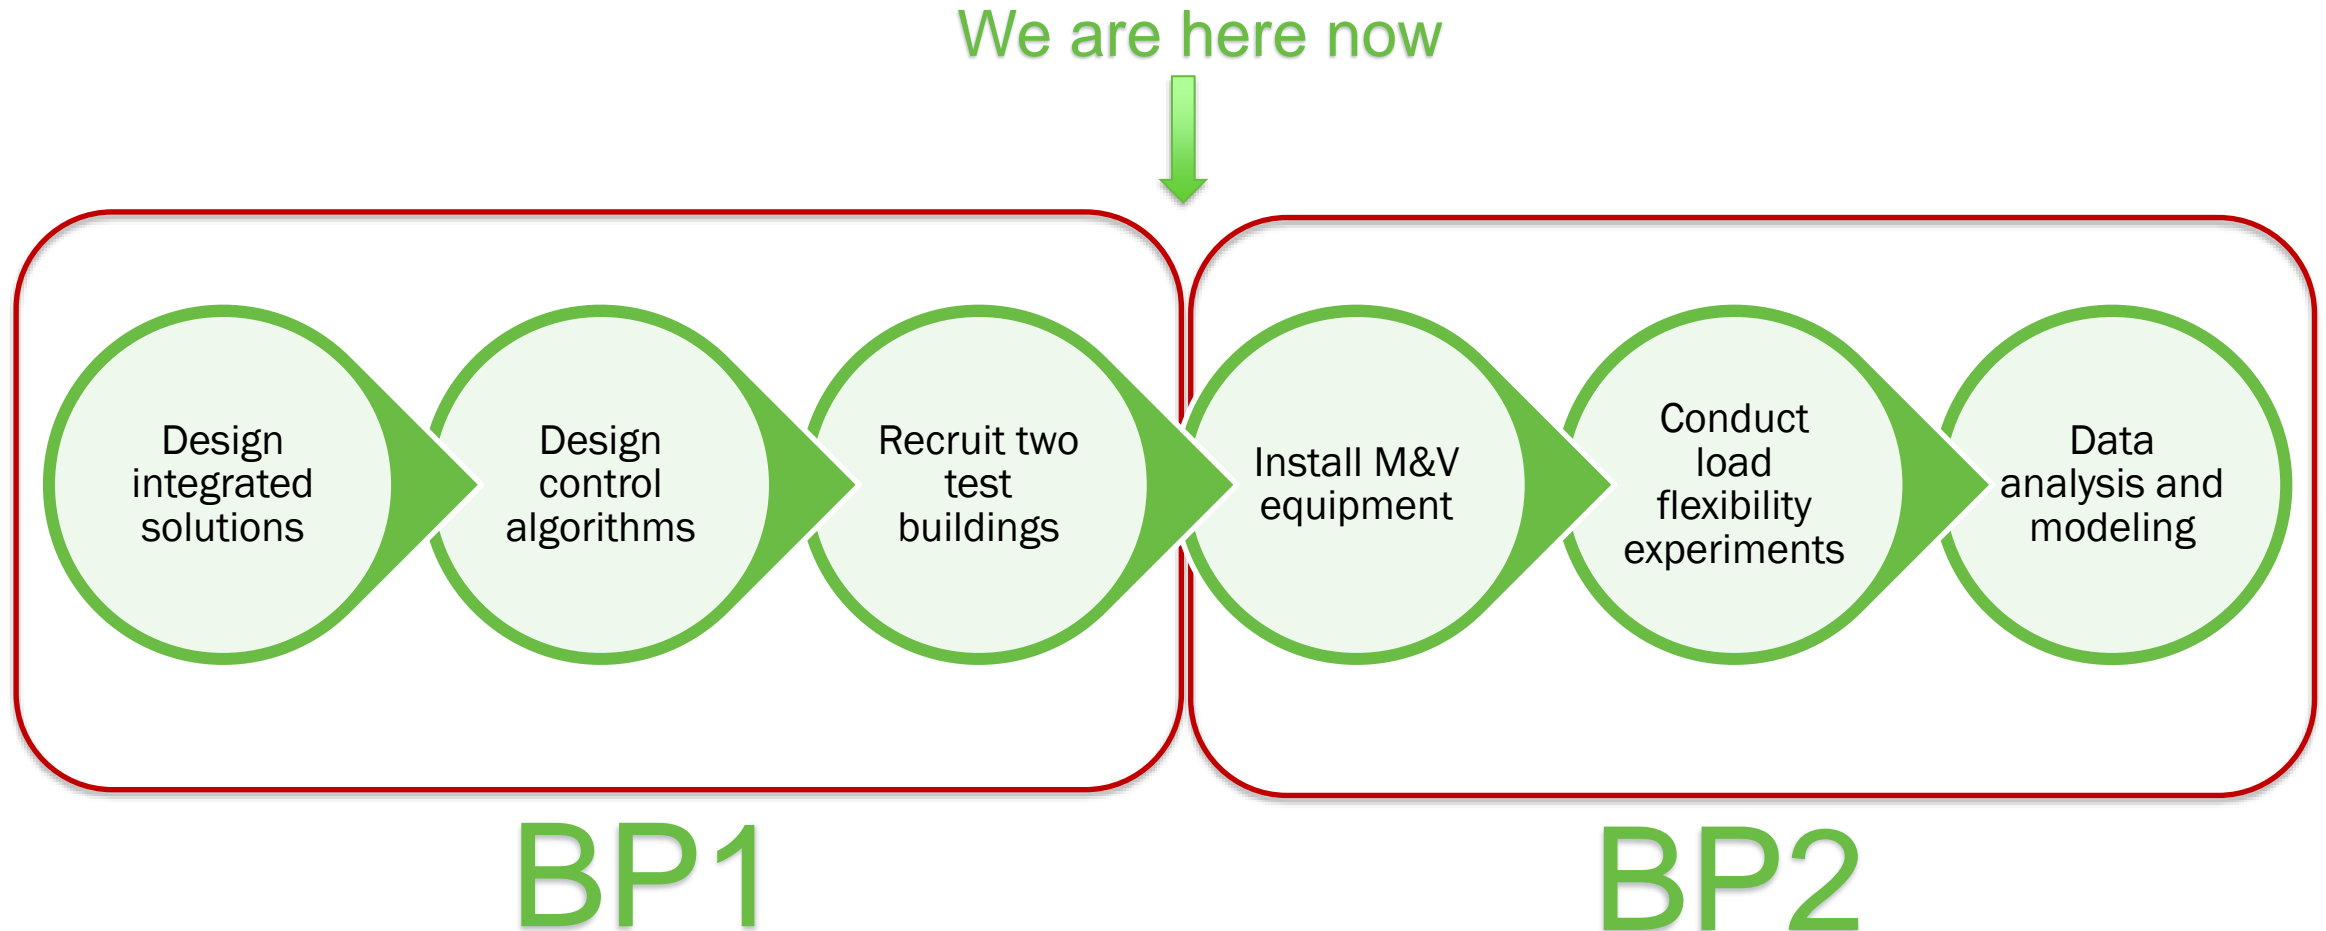 We are here now
Design
integrated
solutions
Design
control
algorithms
Recruit two
test
buildings
Install M&V
equipment
Conduct
load
flexibility
experiments
Data
analysis and
modeling
BP1
BP2